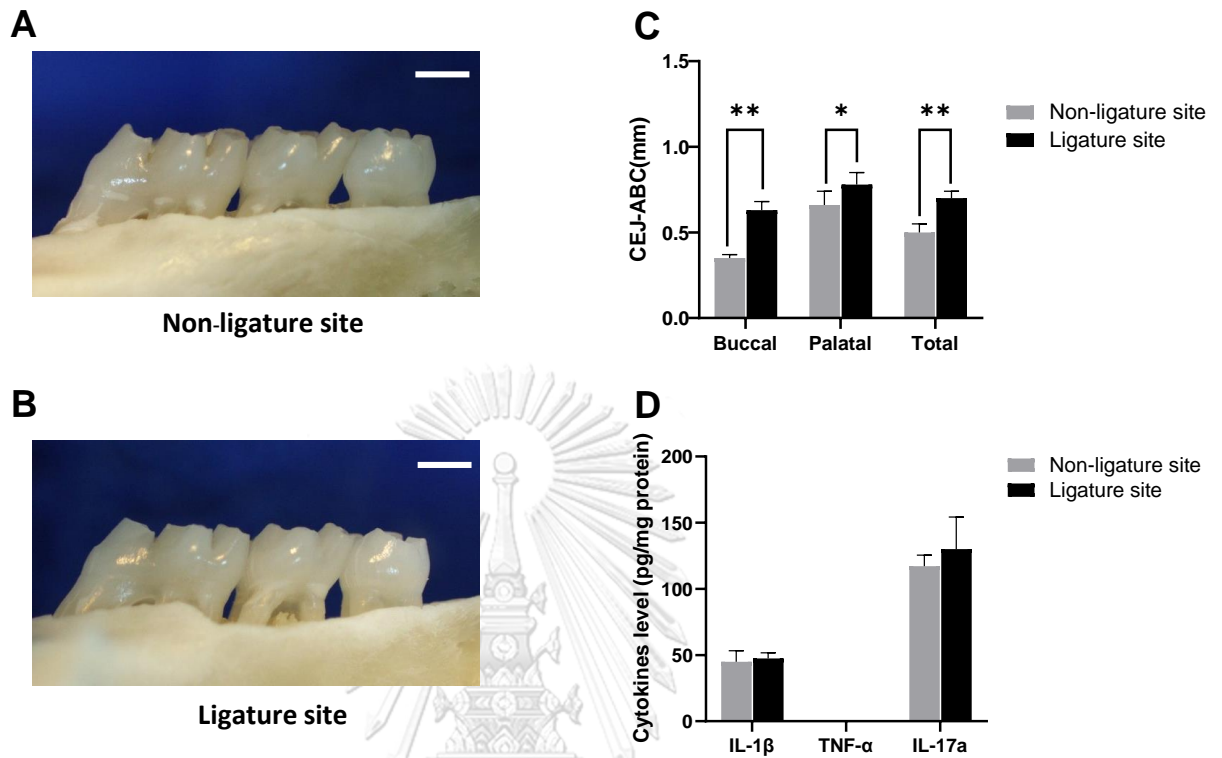 A
Non-ligature site
B
Ligature site
C
CEJ-ABC(mm)
1.5
1.0
0.5
0.0
** * **
Buccal Palatal Total
Non-ligature site
Ligature site
D
Cytokines level (pg/mg protein)
200
150
100
50
0
IL-1β TNF-α IL-17a
Non-ligature site
Ligature site